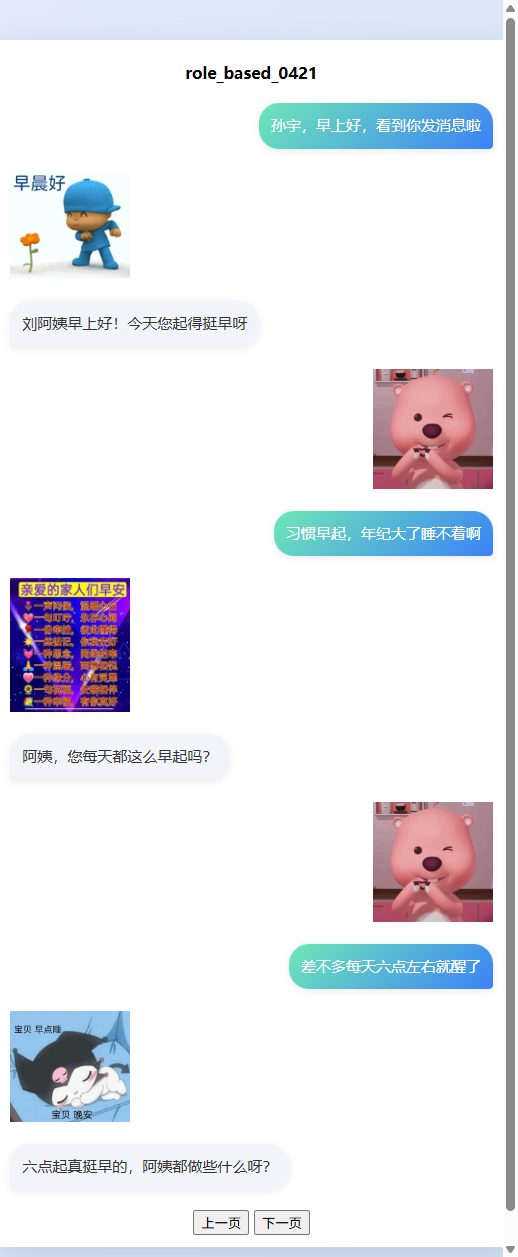 role_based_0421
孙宇，早上好，看到你发消息啦
早晨好
刘阿姨早上好！今天您起得挺早呀
习惯早起，年纪大了睡不着啊
亲爱的家人们早安
阿姨，您每天都这么早起吗？
差不多每天六点左右就醒了
宝贝 早点睡
宝贝 晚安
六点起真挺早的，阿姨都做些什么呀？
上一页 下一页